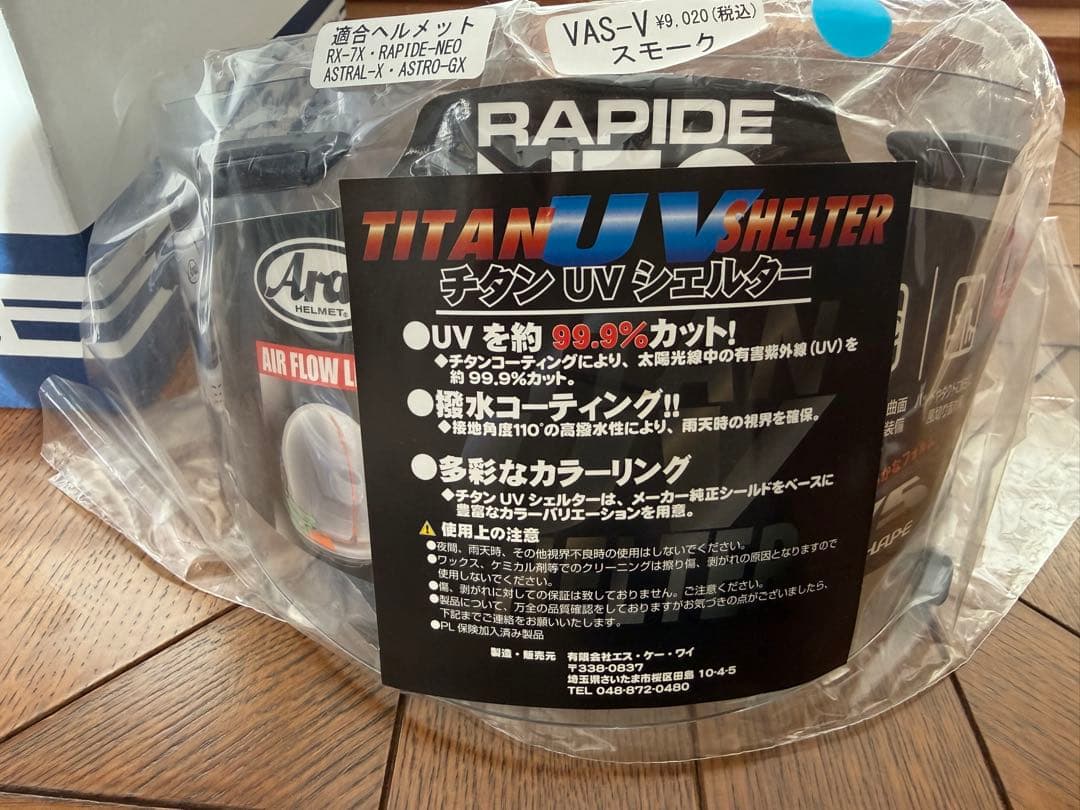 適合ヘルメット
RX-7X・RAPIDE-NEO
ASTRAL-X・ASTRO-GX
VAS-V ¥9,020(税込)
スモーク
RAPIDE
NEO
TITAN UV SHELTER
チタン UV シェルター
●UV を約 99.9%カット!
◆チタンコーティングにより、太陽光線中の有害紫外線(UV)を
約 99.9%カット。
●撥水コーティング!!
◆接地角度110°の高撥水性により、雨天時の視界を確保。
●多彩なカラーリング
◆チタン UV シェルターは、メーカー純正シールドをベースに
豊富なカラーバリエーションを用意。
使用上の注意
●夜間、雨天時、その他視界不良時の使用はしないでください。
●ワックス、ケミカル剤等でのクリーニングは擦り傷、剥がれの原因となりますので
使用しないでください。
●傷、剥がれに対しての保証は致しておりません。ご注意ください。
●製品について、万全の品質確認をしておりますがお気づきの点がございましたら、
下記までご連絡をお願いいたします。
●PL 保険加入済み製品
製造・販売元 有限会社エス・ケー・ワイ
〒338-0837
埼玉県さいたま市桜区田島 10-4-5
TEL 048-872-0480
Ara
HELMET
AIR FLOW L
曲面
装備
HAPE